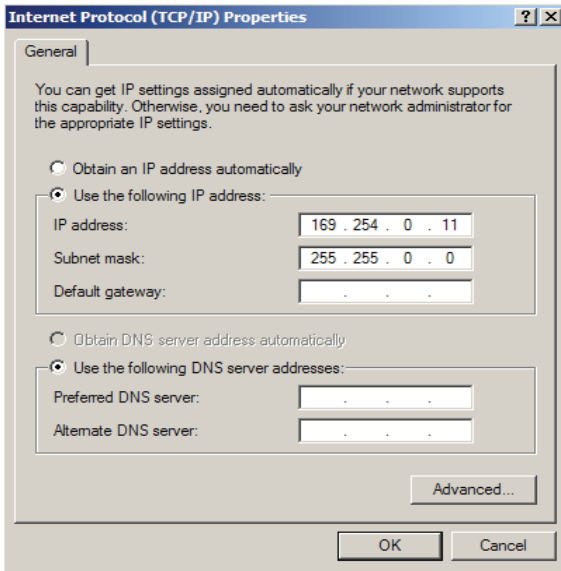 Internet Protocol (TCP/IP) Properties
General
You can get IP settings assigned automatically if your network supports
this capability. Otherwise, you need to ask your network administrator for
the appropriate IP settings.
Obtain an IP address automatically
Use the following IP address:
IP address: 169 . 254 . 0 . 11
Subnet mask: 255 . 255 . 0 . 0
Default gateway: . . .
Obtain DNS server address automatically
Use the following DNS server addresses:
Preferred DNS server: . . .
Alternate DNS server: . . .
Advanced...
OK Cancel